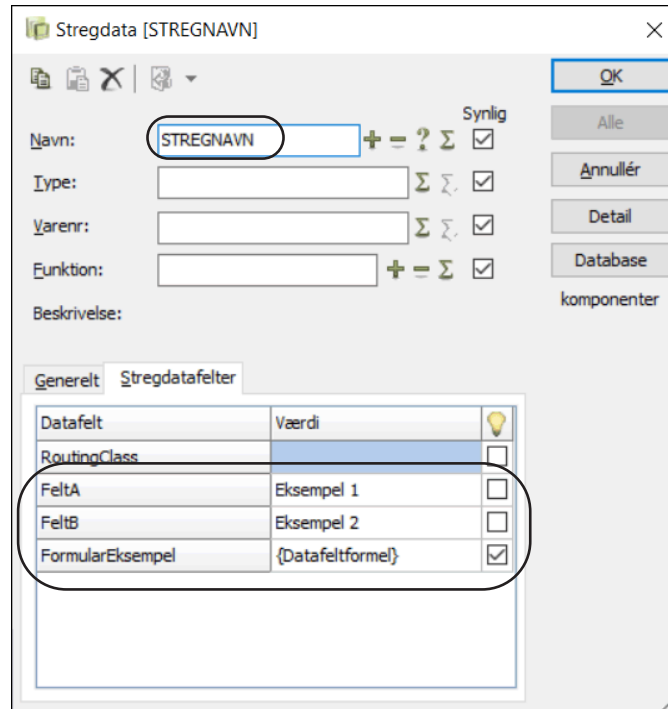 Stregdata [STREGNAVN]
OK
Synlig
Alle
Navn: STREGNAVN
Annullér
Type:
Varenr:
Detail
Funktion:
Database
Beskrivelse:
komponenter
Generelt Stregdatafelter
Datafelt Værdi
RoutingClass
FeltA Eksempel 1
FeltB Eksempel 2
FormularEksempel {Datafeltformel}